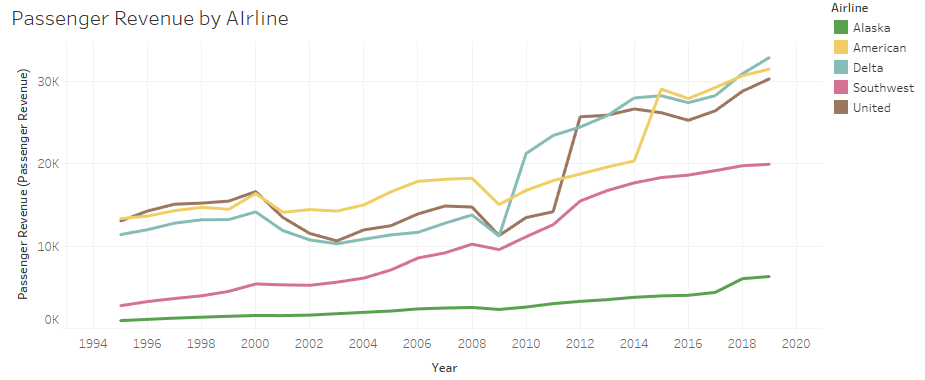 Passenger Revenue by AIrline
Airline
Alaska
American
Delta
Southwest
United
Passenger Revenue (Passenger Revenue)
30K
20K
10K
0K
1994 1996 1998 2000 2002 2004 2006 2008 2010 2012 2014 2016 2018 2020
Year